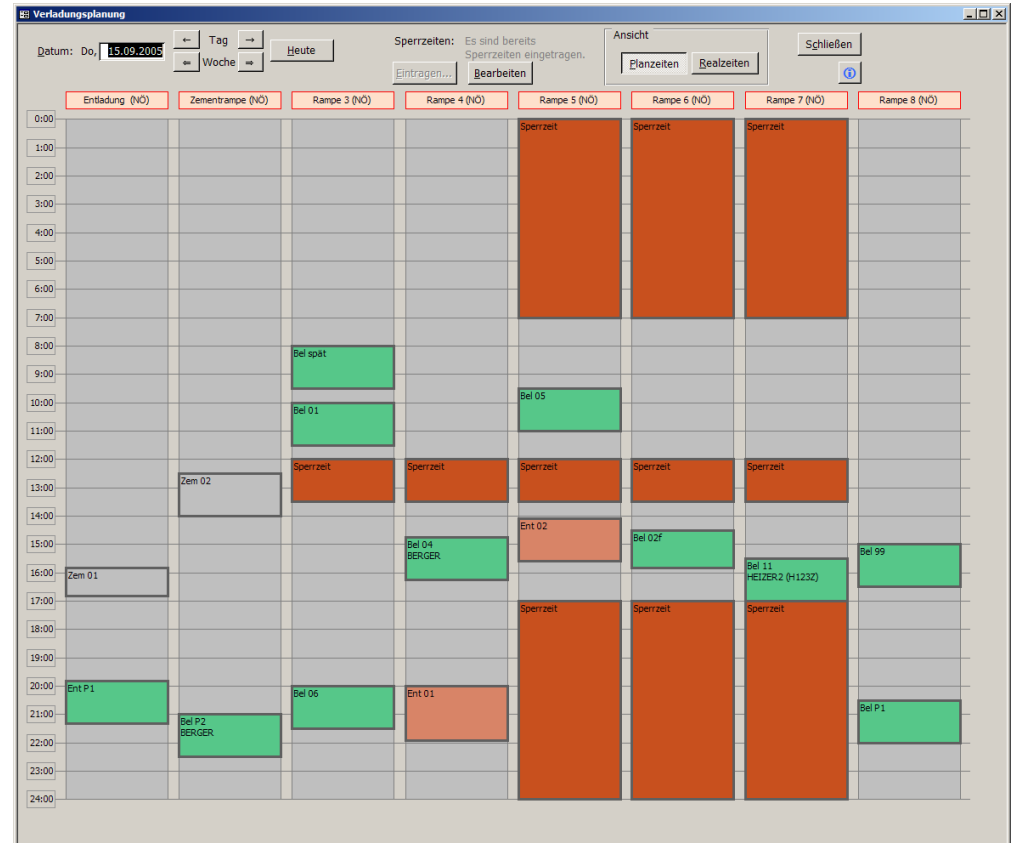 Verladungsplanung
Datum: Do, 15.09.2005
← Tag →
⇐ Woche ⇒
Heute
Sperrzeiten: Es sind bereits
Sperrzeiten eingetragen.
Eintragen... Bearbeiten
Ansicht
Planzeiten Realzeiten
Schließen
Entladung (NÖ) Zementrampe (NÖ) Rampe 3 (NÖ) Rampe 4 (NÖ) Rampe 5 (NÖ) Rampe 6 (NÖ) Rampe 7 (NÖ) Rampe 8 (NÖ)
0:00
Sperrzeit Sperrzeit Sperrzeit
1:00
2:00
3:00
4:00
5:00
6:00
7:00
8:00
Bel spät
9:00
Bel 05
10:00
Bel 01
11:00
12:00
Sperrzeit Sperrzeit Sperrzeit Sperrzeit Sperrzeit
Zem 02
13:00
14:00
Ent 02
Bel 02f
15:00
Bel 04
BERGER
Bel 99
Bel 11
HEIZER2 (H123Z)
16:00
Zem 01
17:00
Sperrzeit Sperrzeit Sperrzeit
18:00
19:00
20:00
Ent P1
Bel 06
Ent 01
Bel P1
21:00
Bel P2
BERGER
22:00
23:00
24:00